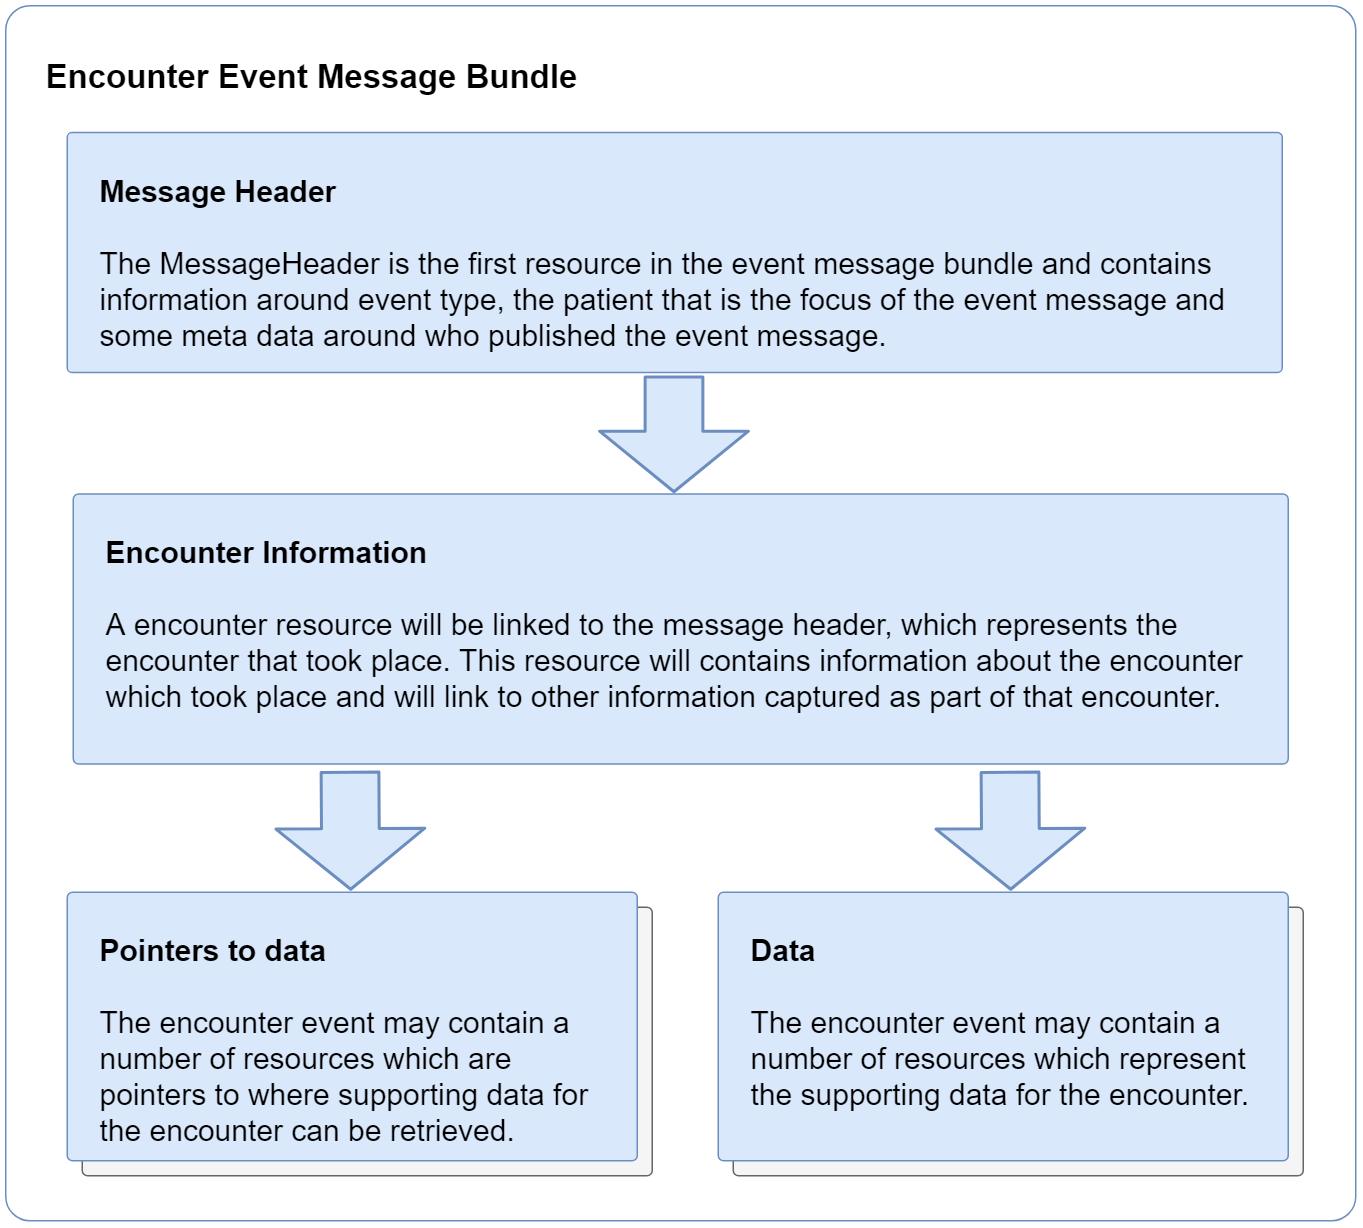 Encounter Event Message Bundle
Message Header
The MessageHeader is the first resource in the event message bundle and contains
information around event type, the patient that is the focus of the event message and
some meta data around who published the event message.
Encounter Information
A encounter resource will be linked to the message header, which represents the
encounter that took place. This resource will contains information about the encounter
which took place and will link to other information captured as part of that encounter.
Pointers to data
The encounter event may contain a
number of resources which are
pointers to where supporting data for
the encounter can be retrieved.
Data
The encounter event may contain a
number of resources which represent
the supporting data for the encounter.